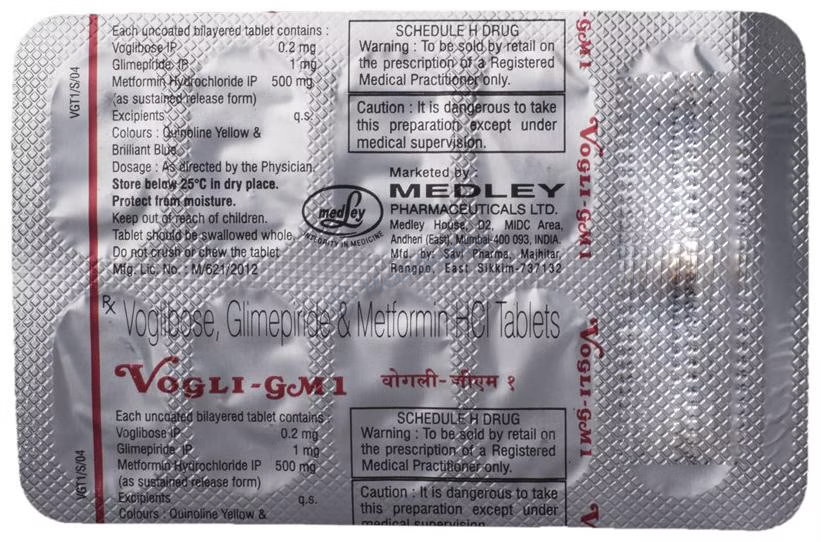 Each uncoated bilayered tablet contains :
Voglibose IP 0.2 mg
Glimepiride IP 1 mg
Metformin Hydrochloride IP 500 mg
(as sustained release form)
Excipients q.s.
Colours : Quinoline Yellow &
Brilliant Blue
Dosage : As directed by the Physician.
Store below 25°C in dry place.
Protect from moisture.
Keep out of reach of children.
Tablet should be swallow whole,
Do not crush or chew the tablet
Mfg. Lic. No. : M/621/2012
VGT1/S/04
SCHEDULE H DRUG
Warning : To be sold by retail on
the prescription of a Registered
Medical Practitioner only.
Caution : It is dangerous to take
this preparation except under
medical supervision.
medley
INTEGRITY IN MEDICINE
Marketed by :
MEDLEY
PHARMACEUTICALS LTD.
Medley House, D2, MIDC Area,
Andheri (East), Mumbai-400 093, INDIA.
Mfd. by: Savi Pharma, Majhitar,
Rangpo, East Sikkim-737132
-GM1
VOGLI-GM1
VOGLI-GM1
V
Rx Voglibose, Glimepiride & Metformin HCl Tablets
VOGLI-GM1 वोगली-जीएम १
Each uncoated bilayered tablet contains :
Voglibose IP 0.2 mg
Glimepiride IP 1 mg
Metformin Hydrochloride IP 500 mg
(as sustained release form)
Excipients q.s.
Colours : Quinoline Yellow &
VGT1/S/04
SCHEDULE H DRUG
Warning : To be sold by retail on
the prescription of a Registered
Medical Practitioner only.
Caution : It is dangerous to take
this preparation except under
medical supervision